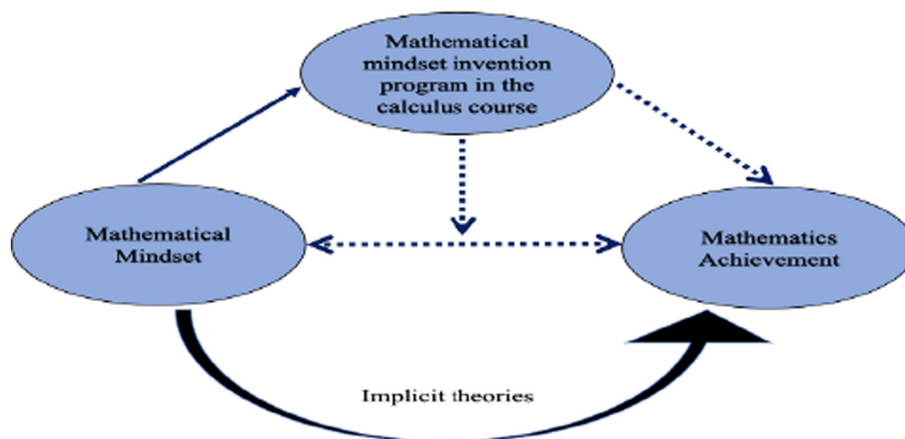 Mathematical
mindset invention
program in the
calculus course
Mathematical
Mindset
Mathematics
Achievement
Implicit theories